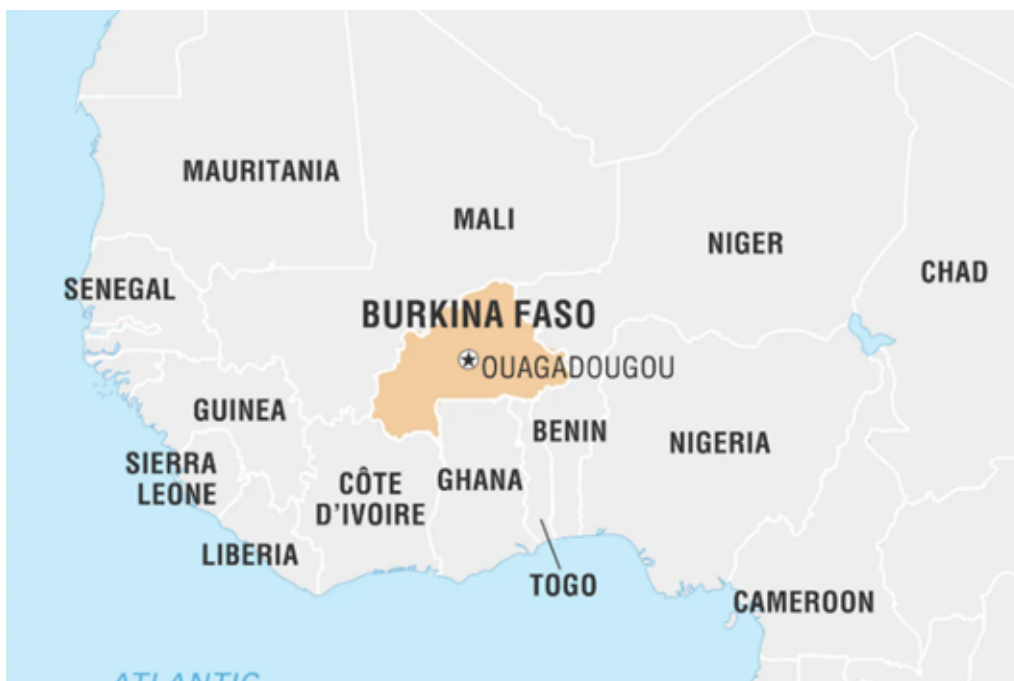 MAURITANIA
MALI
NIGER
CHAD
SENEGAL
BURKINA FASO
OUAGADOUGOU
GUINEA
BENIN
NIGERIA
SIERRA
LEONE
CÔTE
D'IVOIRE
GHANA
LIBERIA
TOGO
CAMEROON
ATLANTIC